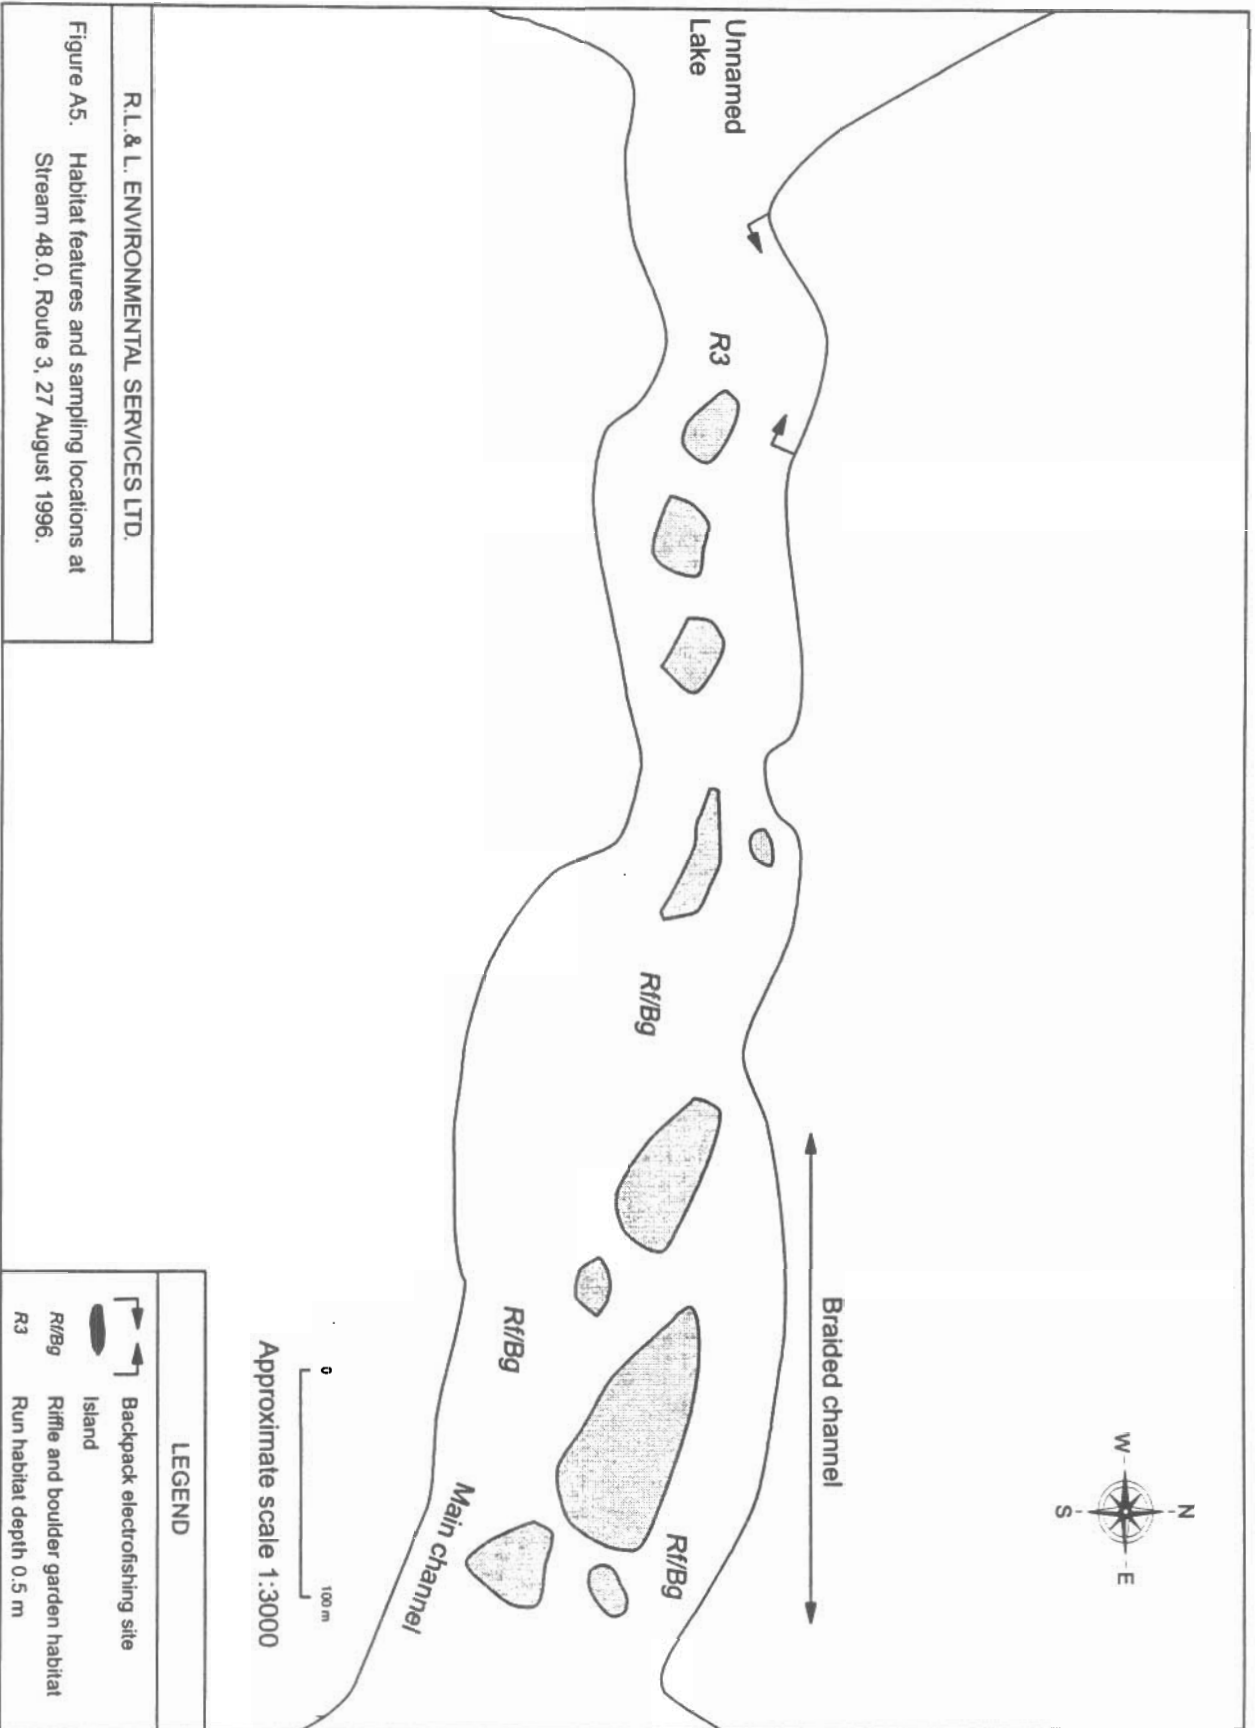 Unnamed
Lake
R3
Rf/Bg
Braided channel
Rf/Bg
Rf/Bg
Main channel
N
W
E
S
0
100 m
Approximate scale 1:3000
R.L.& L. ENVIRONMENTAL SERVICES LTD.
Figure A5. Habitat features and sampling locations at
Stream 48.0, Route 3, 27 August 1996.
LEGEND
Backpack electrofishing site
Island
Rf/Bg Riffle and boulder garden habitat
R3 Run habitat depth 0.5 m